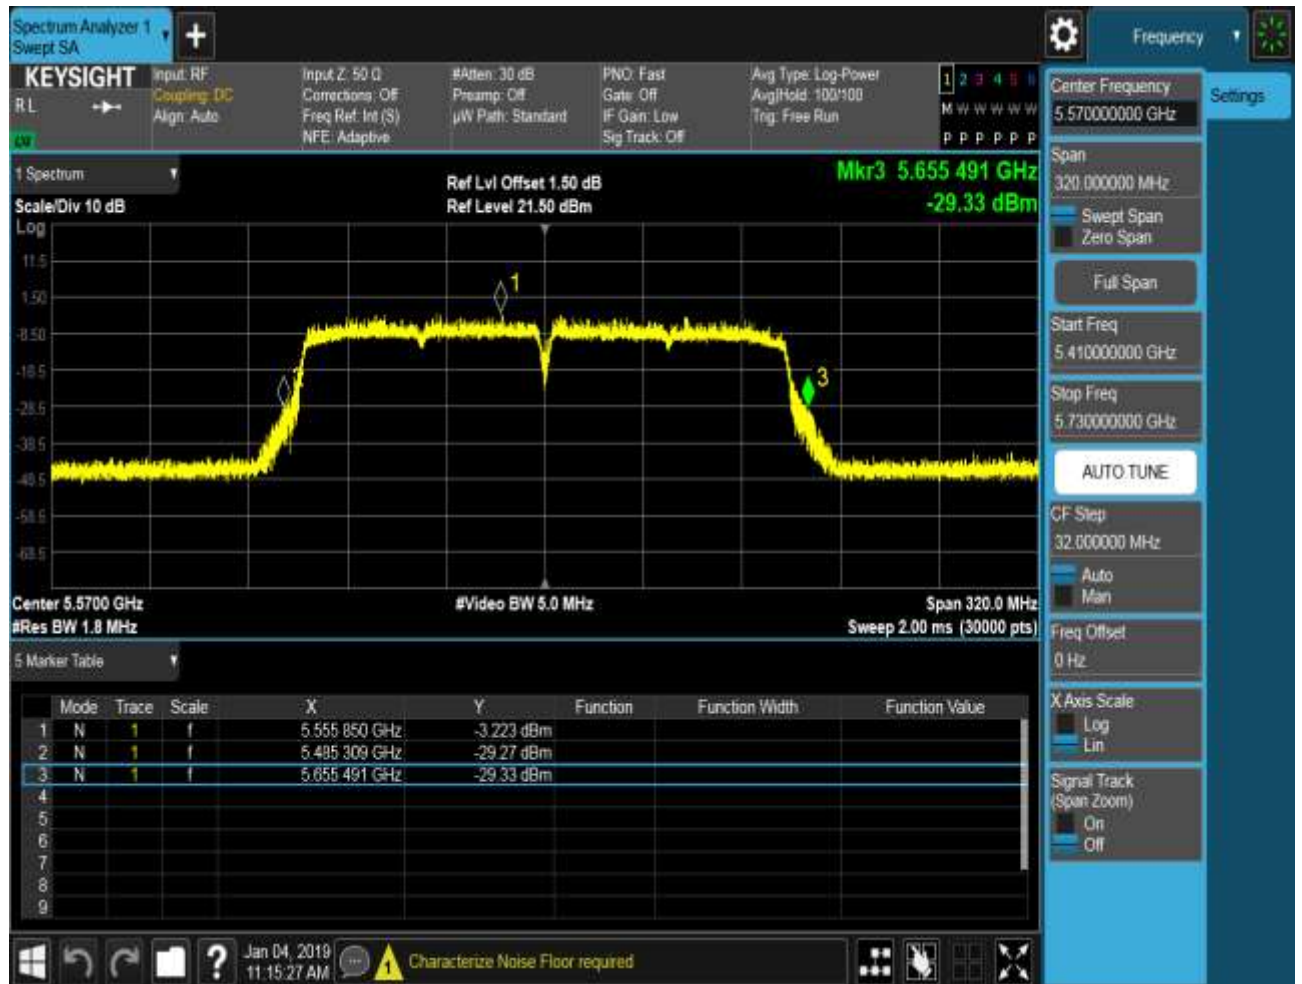 Spectrum Analyzer 1
Swept SA
+
Frequency
KEYSIGHT
RL
Input: RF
Coupling: DC
Align: Auto
Input Z: 50 Ω
Corrections: Off
Freq Ref: Int (S)
NFE: Adaptive
#Atten: 30 dB
Preamp: Off
µW Path: Standard
PNO: Fast
Gate: Off
IF Gain: Low
Sig Track: Off
Avg Type: Log-Power
Avg|Hold: 100/100
Trig: Free Run
1 2 3 4 5 6
M W W W W W
P P P P P P
1 Spectrum
Scale/Div 10 dB
Ref Lvl Offset 1.50 dB
Ref Level 21.50 dBm
Mkr3 5.655 491 GHz
-29.33 dBm
Log
11.5
1.50
-8.50
-18.5
-28.5
-38.5
-48.5
-58.5
-68.5
1
3
Center 5.5700 GHz
#Video BW 5.0 MHz
Span 320.0 MHz
#Res BW 1.8 MHz
Sweep 2.00 ms (30000 pts)
5 Marker Table
Mode Trace Scale X Y Function Function Width Function Value
1 N 1 f 5.555 850 GHz -3.223 dBm
2 N 1 f 5.485 309 GHz -29.27 dBm
3 N 1 f 5.655 491 GHz -29.33 dBm
4
5
6
7
8
9
Center Frequency
5.570000000 GHz
Settings
Span
320.000000 MHz
Swept Span
Zero Span
Full Span
Start Freq
5.410000000 GHz
Stop Freq
5.730000000 GHz
AUTO TUNE
CF Step
32.000000 MHz
Auto
Man
Freq Offset
0 Hz
X Axis Scale
Log
Lin
Signal Track
(Span Zoom)
On
Off
?
Jan 04, 2019
11:15:27 AM
1
Characterize Noise Floor required